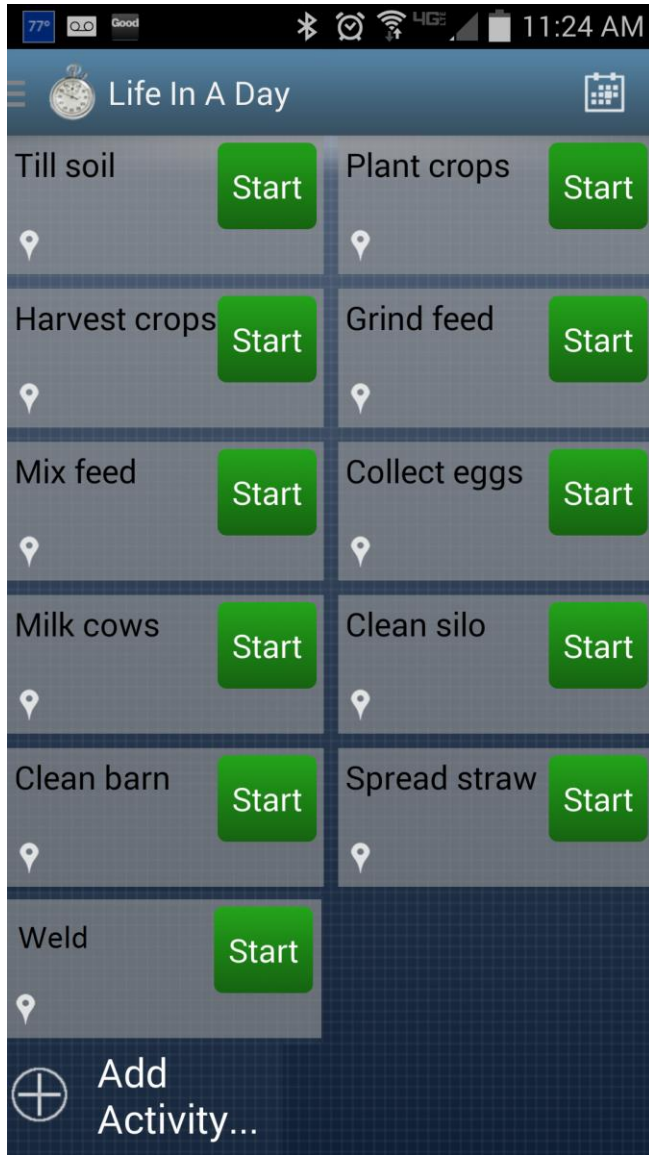 77° Good 4G 11:24 AM
Life In A Day
Till soil Start Plant crops Start
Harvest crops Start Grind feed Start
Mix feed Start Collect eggs Start
Milk cows Start Clean silo Start
Clean barn Start Spread straw Start
Weld Start
Add
Activity...